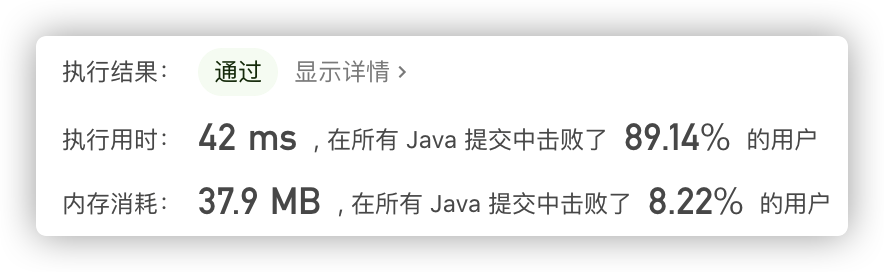 执行结果： 通过 显示详情 >
执行用时： 42 ms , 在所有 Java 提交中击败了 89.14% 的用户
内存消耗： 37.9 MB , 在所有 Java 提交中击败了 8.22% 的用户